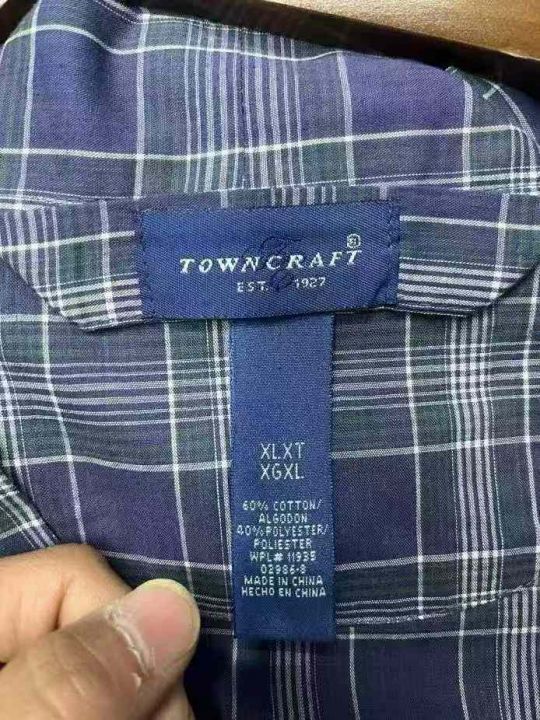 TOWNCRAFT®
EST. 1927
XLXT
XGXL
60% COTTON/
ALGODON
40% POLYESTER/
POLIESTER
WPL# 11935
02986-8
MADE IN CHINA
HECHO EN CHINA